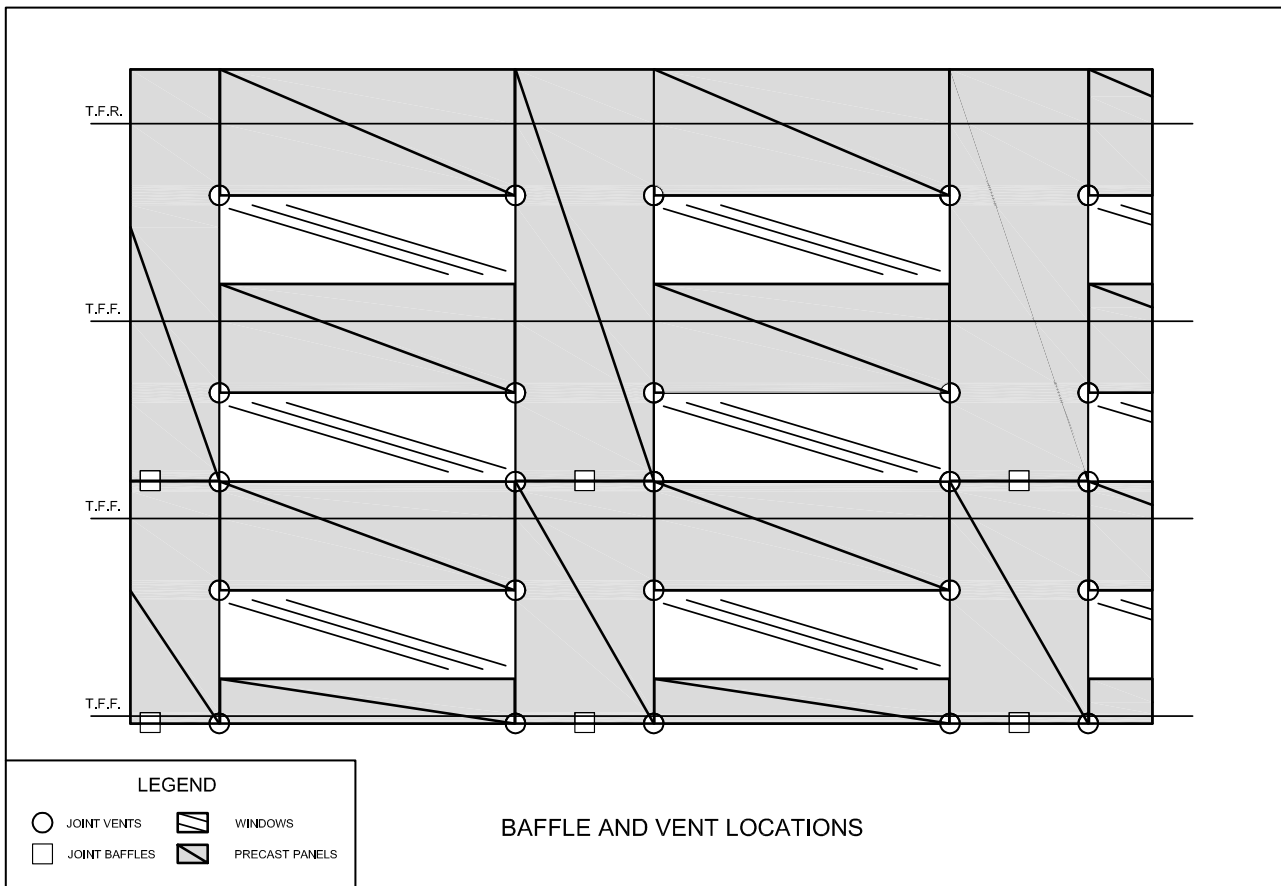 T.F.R.
T.F.F.
T.F.F.
T.F.F.
LEGEND
JOINT VENTS
WINDOWS
JOINT BAFFLES
PRECAST PANELS
BAFFLE AND VENT LOCATIONS